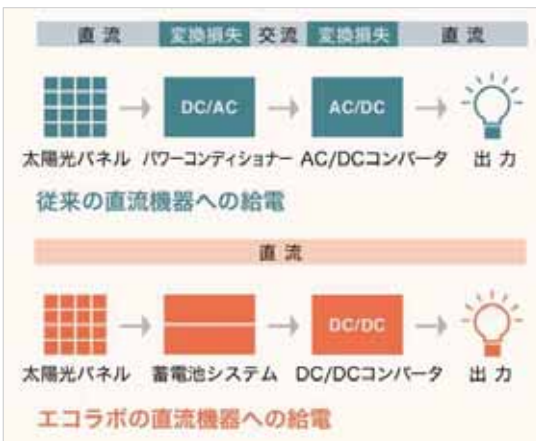 直流 変換損失 交流 変換損失 直流
DC/AC AC/DC
太陽光パネル パワーコンディショナー AC/DCコンバータ 出力
従来の直流機器への給電
直流
DC/DC
太陽光パネル 蓄電池システム DC/DCコンバータ 出力
エコラボの直流機器への給電